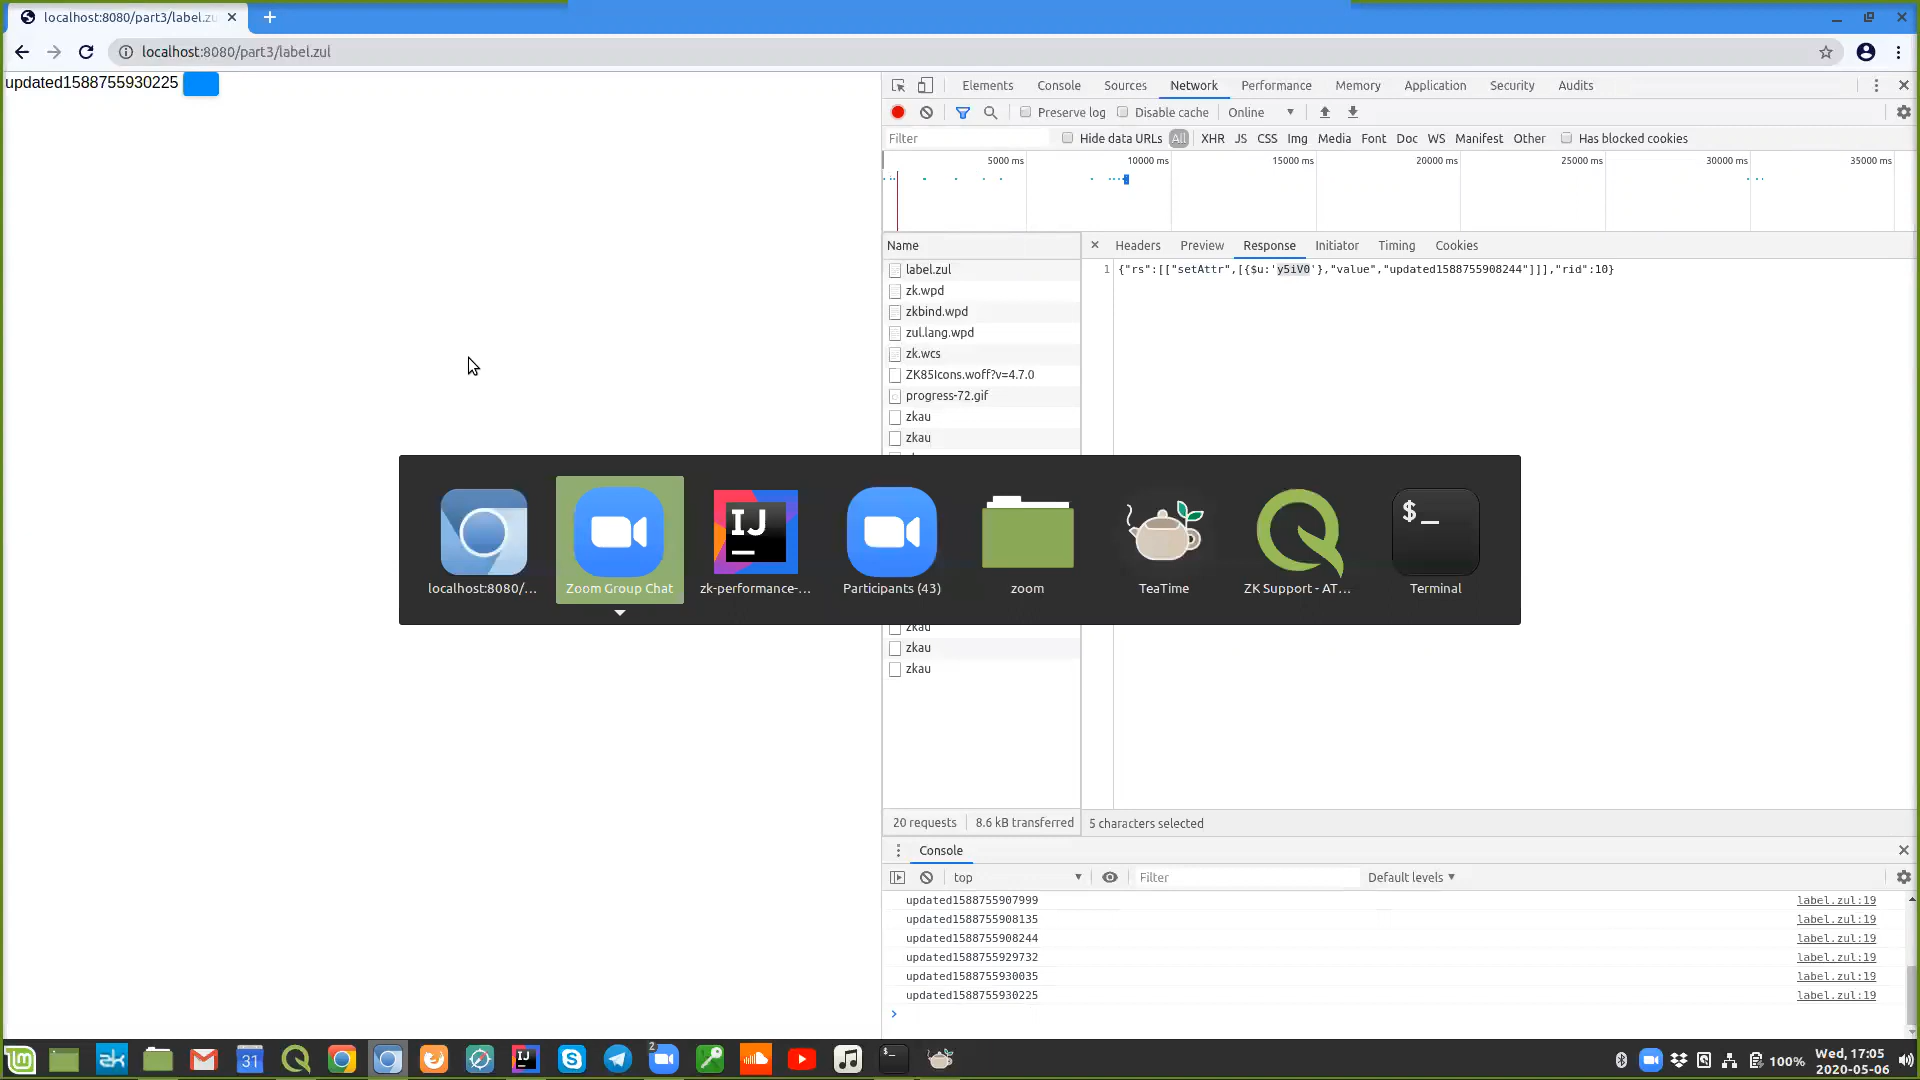 localhost:8080/part3/label.zu
localhost:8080/part3/label.zul
updated1588755930225
Elements Console Sources Network Performance Memory Application Security Audits
Preserve log Disable cache Online
Filter Hide data URLs All XHR JS CSS Img Media Font Doc WS Manifest Other Has blocked cookies
5000 ms 10000 ms 15000 ms 20000 ms 25000 ms 30000 ms 35000 ms
Name Headers Preview Response Initiator Timing Cookies
label.zul
1 {"rs":[["setAttr",[{$u:'y5iV0'},"value","updated1588755908244"]]],"rid":10}
zk.wpd
zkbind.wpd
zul.lang.wpd
zk.wcs
ZK85Icons.woff?v=4.7.0
progress-72.gif
zkau
zkau
IJ
$_
localhost:8080/... Zoom Group Chat zk-performance-... Participants (43) zoom TeaTime ZK Support - AT... Terminal
zkau
zkau
zkau
20 requests 8.6 kB transferred 5 characters selected
Console
top Filter Default levels
updated1588755907999 label.zul:19
updated1588755908135 label.zul:19
updated1588755908244 label.zul:19
updated1588755929732 label.zul:19
updated1588755930035 label.zul:19
updated1588755930225 label.zul:19
zk 31 IJ 2 $_ 100% Wed, 17:05
2020-05-06